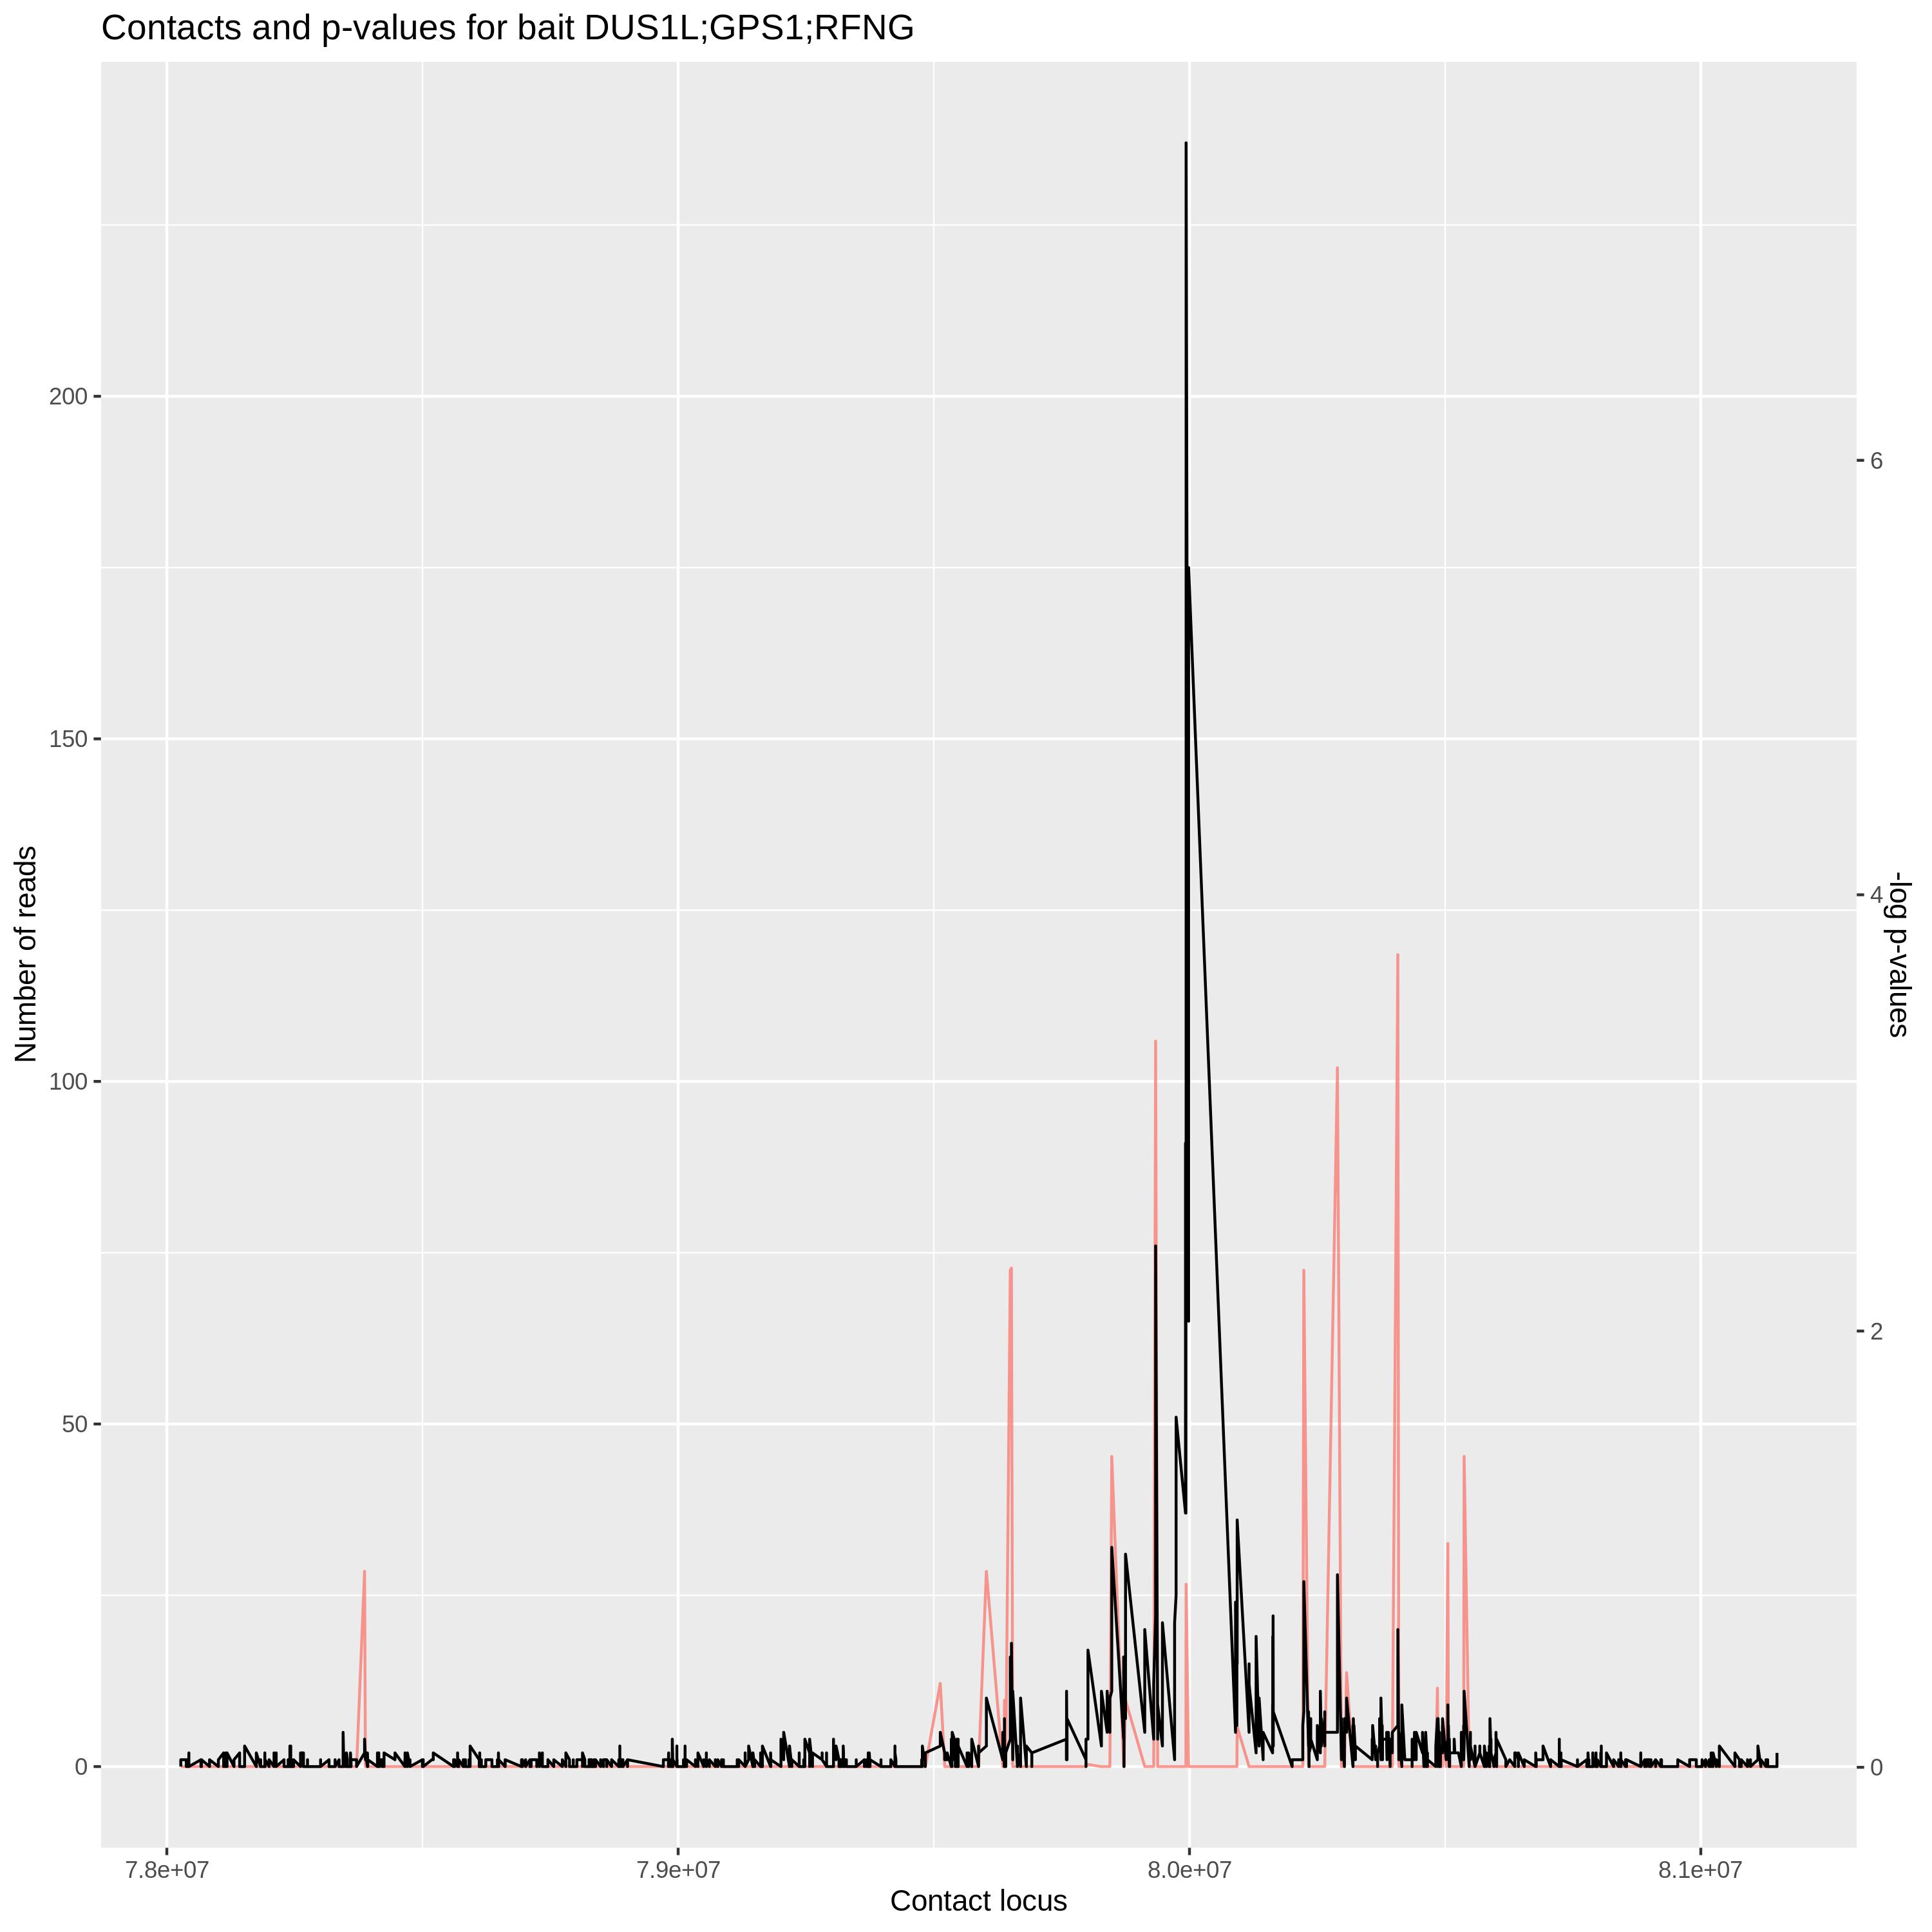 Contacts and p-values for bait DUS1L;GPS1;RFNG
Number of reads
200
150
100
50
0
6
4
2
0
-log p-values
7.8e+07
7.9e+07
8.0e+07
8.1e+07
Contact locus